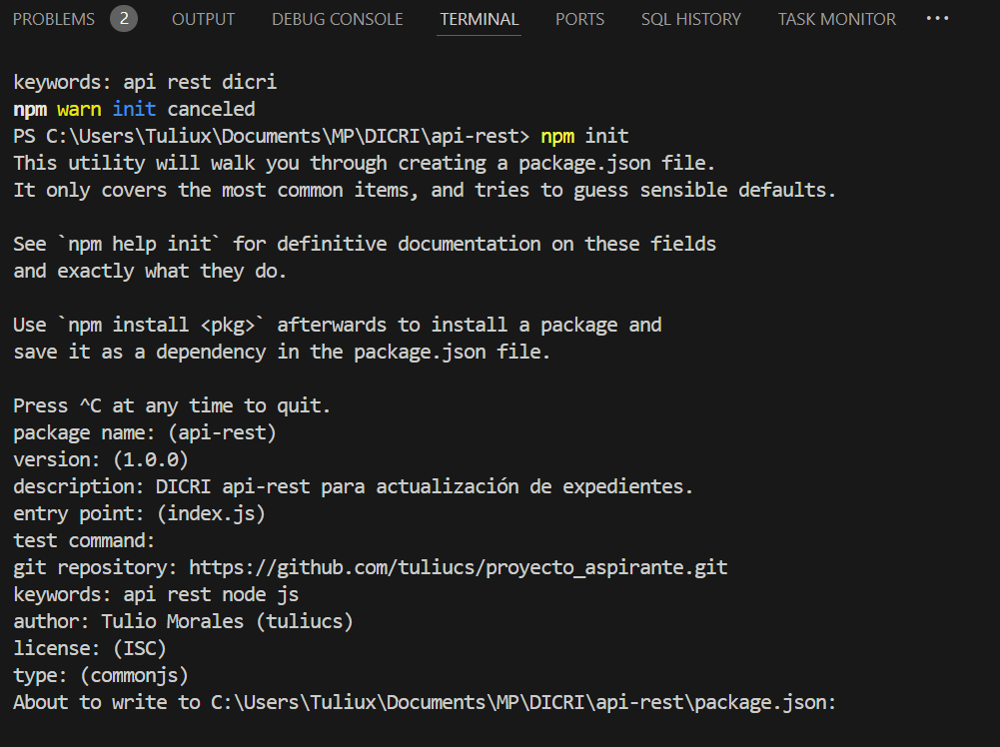 PROBLEMS 2 OUTPUT DEBUG CONSOLE TERMINAL PORTS SQL HISTORY TASK MONITOR ...
keywords: api rest dicri
npm warn init canceled
PS C:\Users\Tuliux\Documents\MP\DICRI\api-rest> npm init
This utility will walk you through creating a package.json file.
It only covers the most common items, and tries to guess sensible defaults.
See `npm help init` for definitive documentation on these fields
and exactly what they do.
Use `npm install <pkg>` afterwards to install a package and
save it as a dependency in the package.json file.
Press ^C at any time to quit.
package name: (api-rest)
version: (1.0.0)
description: DICRI api-rest para actualización de expedientes.
entry point: (index.js)
test command:
git repository: https://github.com/tuliucs/proyecto_aspirante.git
keywords: api rest node js
author: Tulio Morales (tuliucs)
license: (ISC)
type: (commonjs)
About to write to C:\Users\Tuliux\Documents\MP\DICRI\api-rest\package.json: